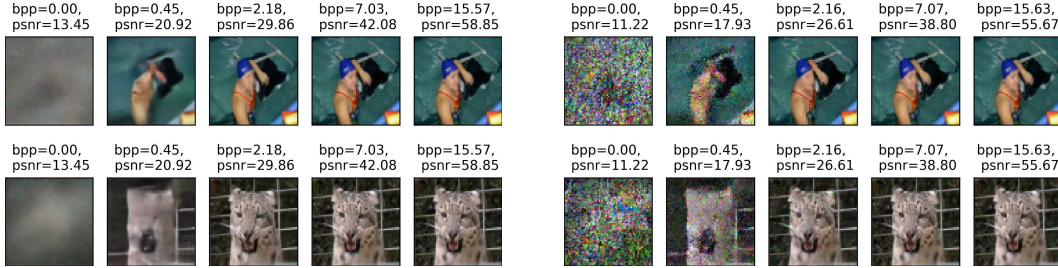 bpp=0.00, psnr=13.45
bpp=0.45, psnr=20.92
bpp=2.18, psnr=29.86
bpp=7.03, psnr=42.08
bpp=15.57, psnr=58.85
bpp=0.00, psnr=11.22
bpp=0.45, psnr=17.93
bpp=2.16, psnr=26.61
bpp=7.07, psnr=38.80
bpp=15.63, psnr=55.67
bpp=0.00, psnr=13.45
bpp=0.45, psnr=20.92
bpp=2.18, psnr=29.86
bpp=7.03, psnr=42.08
bpp=15.57, psnr=58.85
bpp=0.00, psnr=11.22
bpp=0.45, psnr=17.93
bpp=2.16, psnr=26.61
bpp=7.07, psnr=38.80
bpp=15.63, psnr=55.67